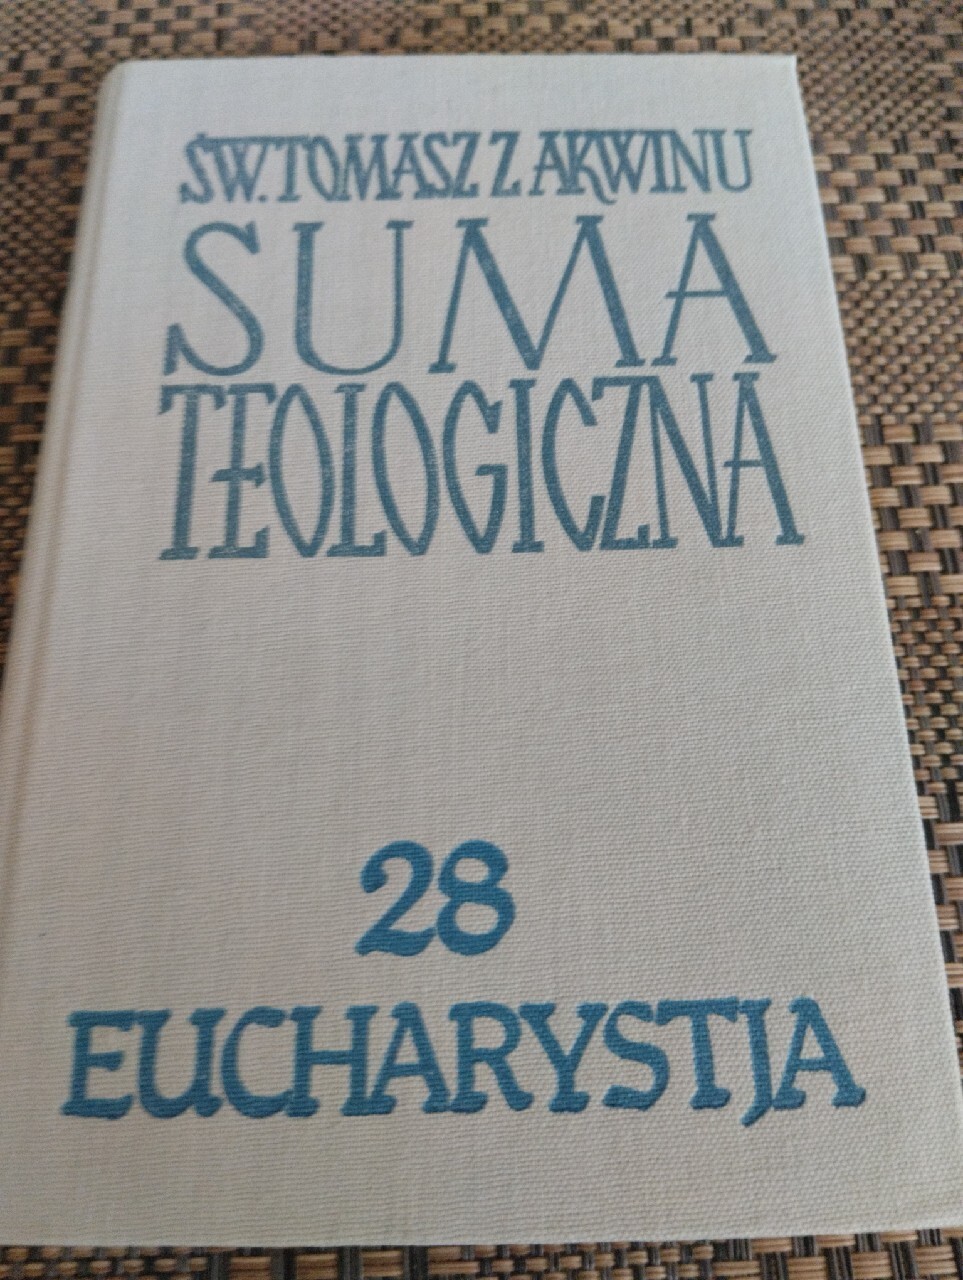 ŚW. TOMASZ Z AKWINU
SUMA
TEOLOGICZNA
28
EUCHARYSTJA